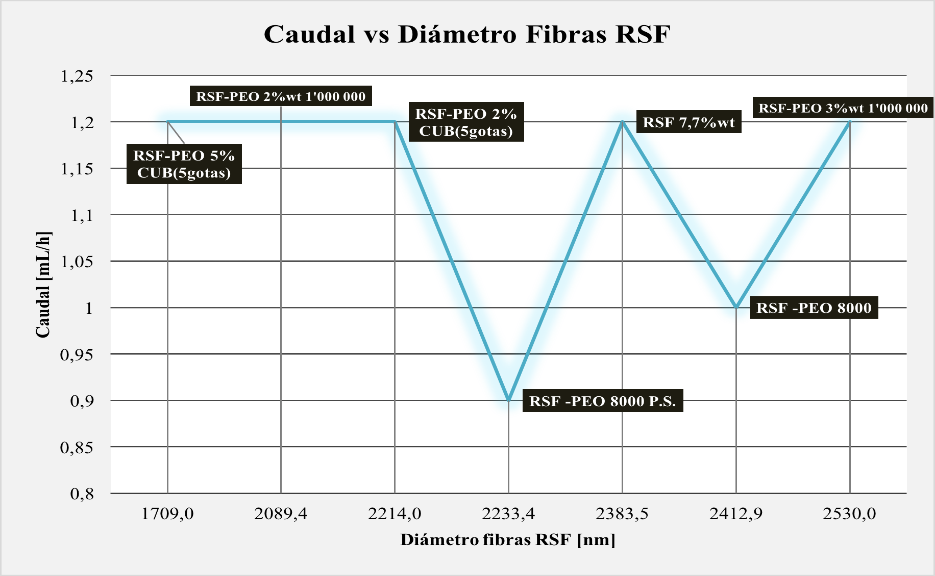 Caudal vs Diámetro Fibras RSF
1,25
1,2
1,15
1,1
1,05
1
0,95
0,9
0,85
0,8
Caudal [mL/h]
RSF-PEO 2%wt 1'000 000
RSF-PEO 5%
CUB(5gotas)
RSF-PEO 2%
CUB(5gotas)
RSF 7,7%wt
RSF-PEO 3%wt 1'000 000
RSF -PEO 8000
RSF -PEO 8000 P.S.
1709,0
2089,4
2214,0
2233,4
2383,5
2412,9
2530,0
Diámetro fibras RSF [nm]